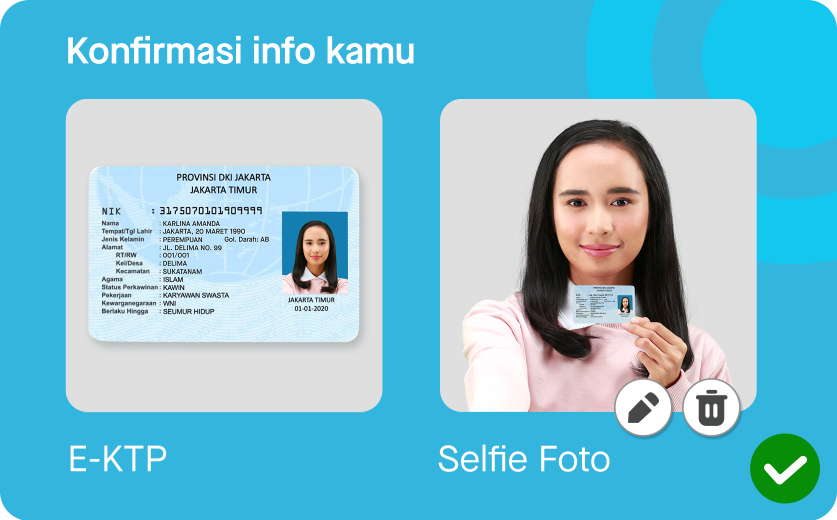 Konfirmasi info kamu
PROVINSI DKI JAKARTA
JAKARTA TIMUR
NIK : 3175070101909999
Nama : KARLINA AMANDA
Tempat/Tgl Lahir : JAKARTA, 20 MARET 1990
Jenis Kelamin : PEREMPUAN Gol. Darah: AB
Alamat : JL. DELIMA NO. 99
RT/RW : 001/001
Kel/Desa : DELIMA
Kecamatan : SUKATANAM
Agama : ISLAM
Status Perkawinan : KAWIN
Pekerjaan : KARYAWAN SWASTA
Kewarganegaraan : WNI
Berlaku Hingga : SEUMUR HIDUP
JAKARTA TIMUR
01-01-2020
E-KTP
Selfie Foto